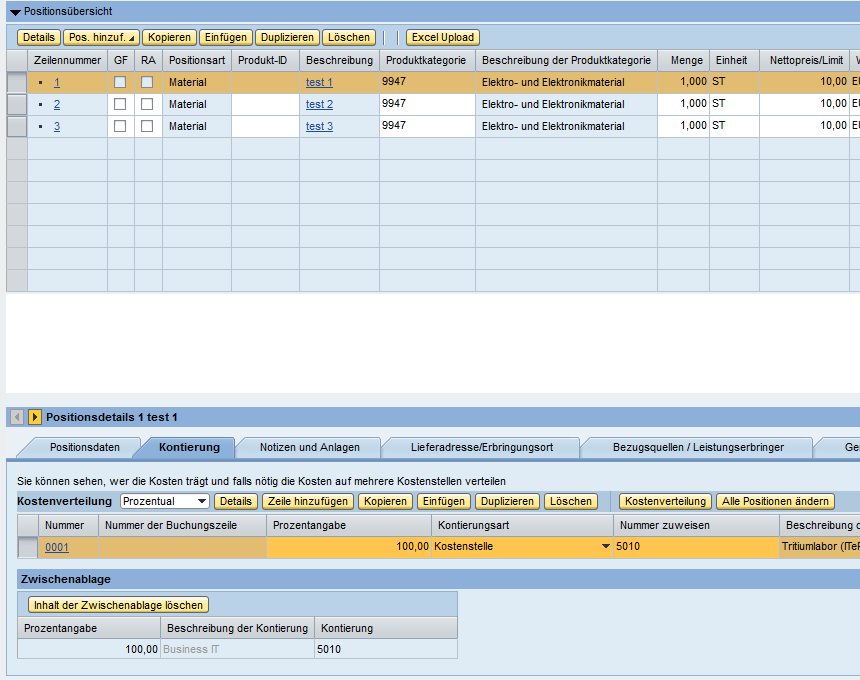 Positionsübersicht
Details Pos. hinzuf. Kopieren Einfügen Duplizieren Löschen Excel Upload
Zeilennummer GF RA Positionsart Produkt-ID Beschreibung Produktkategorie Beschreibung der Produktkategorie Menge Einheit Nettopreis/Limit W
1 Material test 1 9947 Elektro- und Elektronikmaterial 1,000 ST 10,00 EU
2 Material test 2 9947 Elektro- und Elektronikmaterial 1,000 ST 10,00 EU
3 Material test 3 9947 Elektro- und Elektronikmaterial 1,000 ST 10,00 EU
Positionsdetails 1 test 1
Positionsdaten Kontierung Notizen und Anlagen Lieferadresse/Erbringungsort Bezugsquellen / Leistungserbringer Ge
Sie können sehen, wer die Kosten trägt und falls nötig die Kosten auf mehrere Kostenstellen verteilen
Kostenverteilung Prozentual Details Zeile hinzufügen Kopieren Einfügen Duplizieren Löschen Kostenverteilung Alle Positionen ändern
Nummer Nummer der Buchungszeile Prozentangabe Kontierungsart Nummer zuweisen Beschreibung
0001 100,00 Kostenstelle 5010 Tritiumlabor (ITeP
Zwischenablage
Inhalt der Zwischenablage löschen
Prozentangabe Beschreibung der Kontierung Kontierung
100,00 Business IT 5010